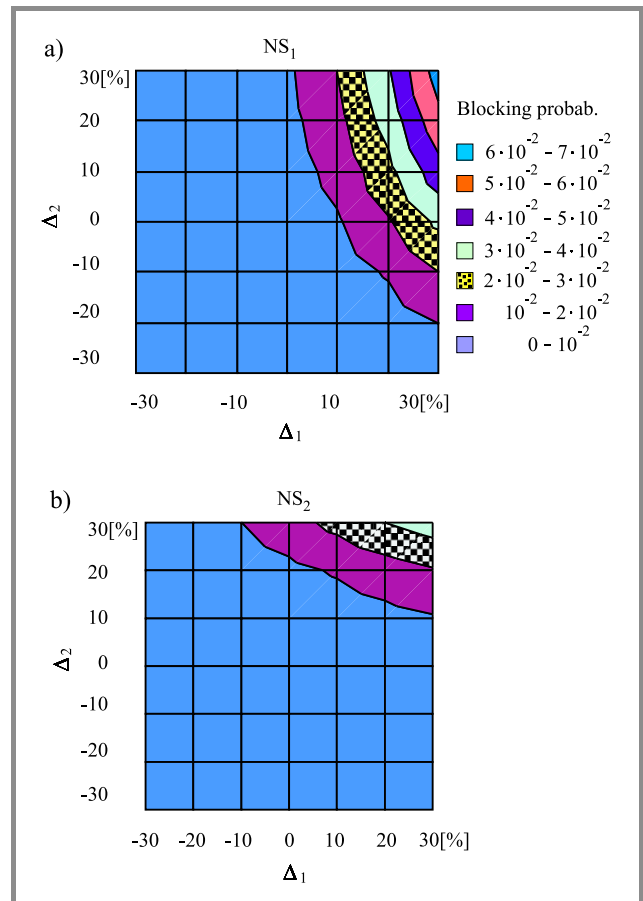 a)
NS₁
30[%]
20
10
0
-10
-20
-30
Δ₂
-30 -10 10 30[%]
Δ₁
Blocking probab.
6·10⁻² – 7·10⁻²
5·10⁻² – 6·10⁻²
4·10⁻² – 5·10⁻²
3·10⁻² – 4·10⁻²
2·10⁻² – 3·10⁻²
10⁻² – 2·10⁻²
0 – 10⁻²
b)
NS₂
30[%]
20
10
0
-10
-20
-30
Δ₂
-30 -20 -10 0 10 20 30[%]
Δ₁